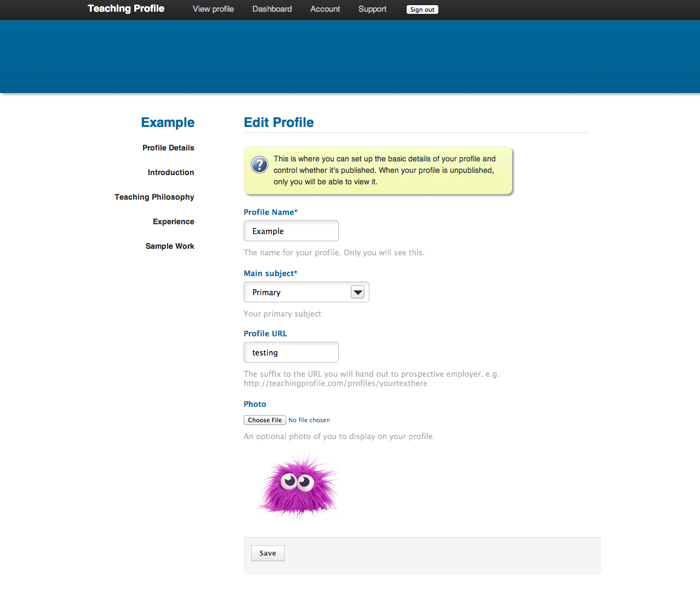 Teaching Profile View profile Dashboard Account Support Sign out
Example
Profile Details
Introduction
Teaching Philosophy
Experience
Sample Work
Edit Profile
?
This is where you can set up the basic details of your profile and
control whether it's published. When your profile is unpublished,
only you will be able to view it.
Profile Name*
Example
The name for your profile. Only you will see this.
Main subject*
Primary
Your primary subject
Profile URL
testing
The suffix to the URL you will hand out to prospective employer. e.g.
http://teachingprofile.com/profiles/yourtexthere
Photo
Choose File No file chosen
An optional photo of you to display on your profile.
Save